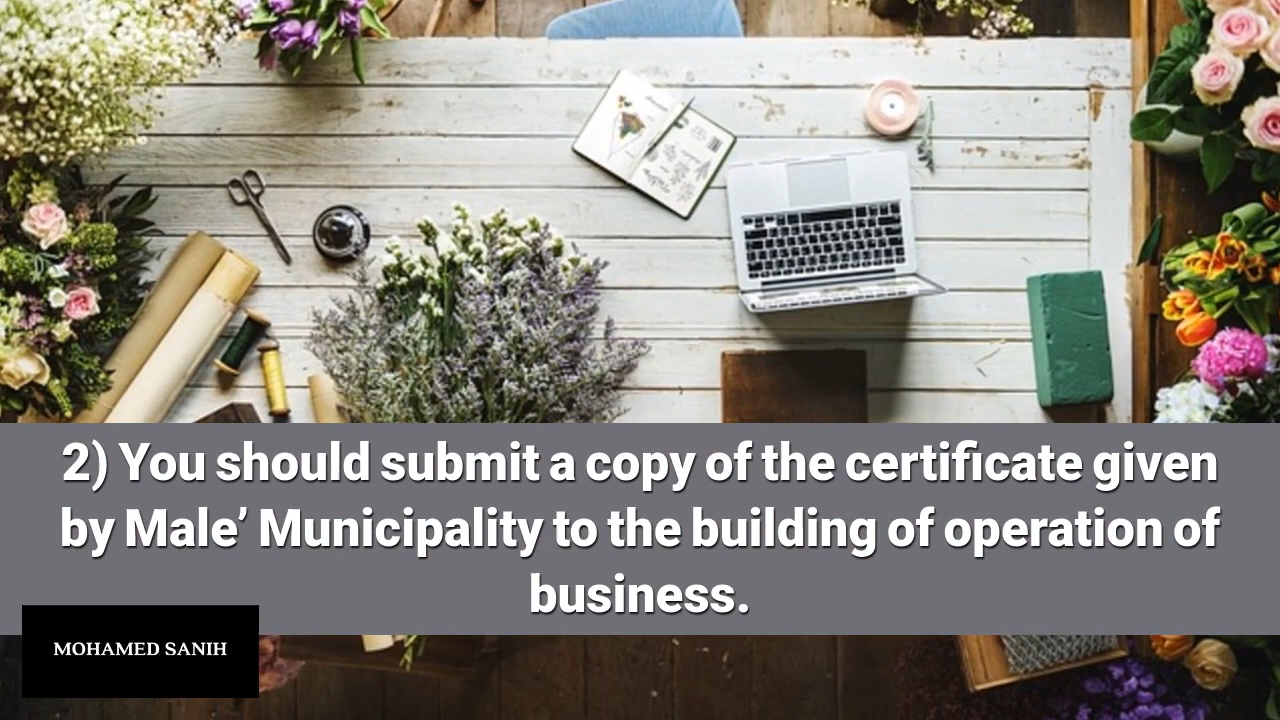 2) You should submit a copy of the certificate given
by Male’ Municipality to the building of operation of
business.
MOHAMED SANIH